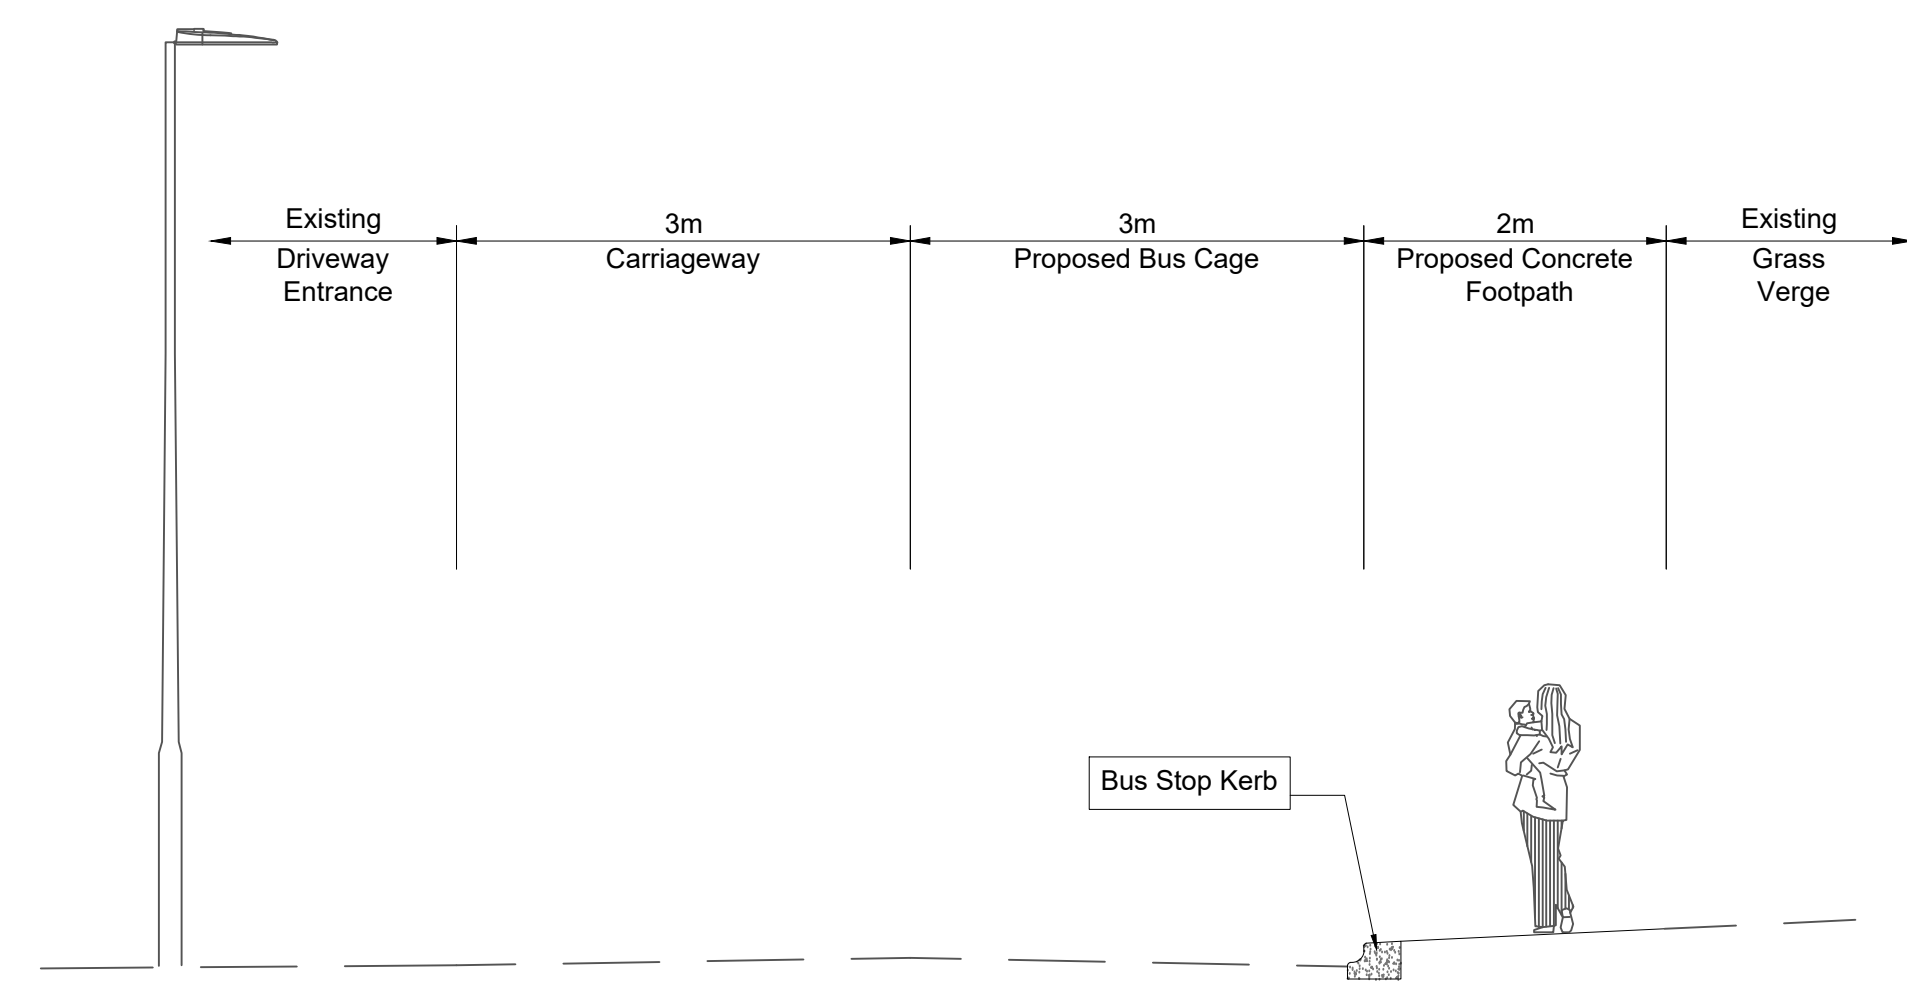 Existing
Driveway
Entrance
3m
Carriageway
3m
Proposed Bus Cage
2m
Proposed Concrete
Footpath
Existing
Grass
Verge
Bus Stop Kerb